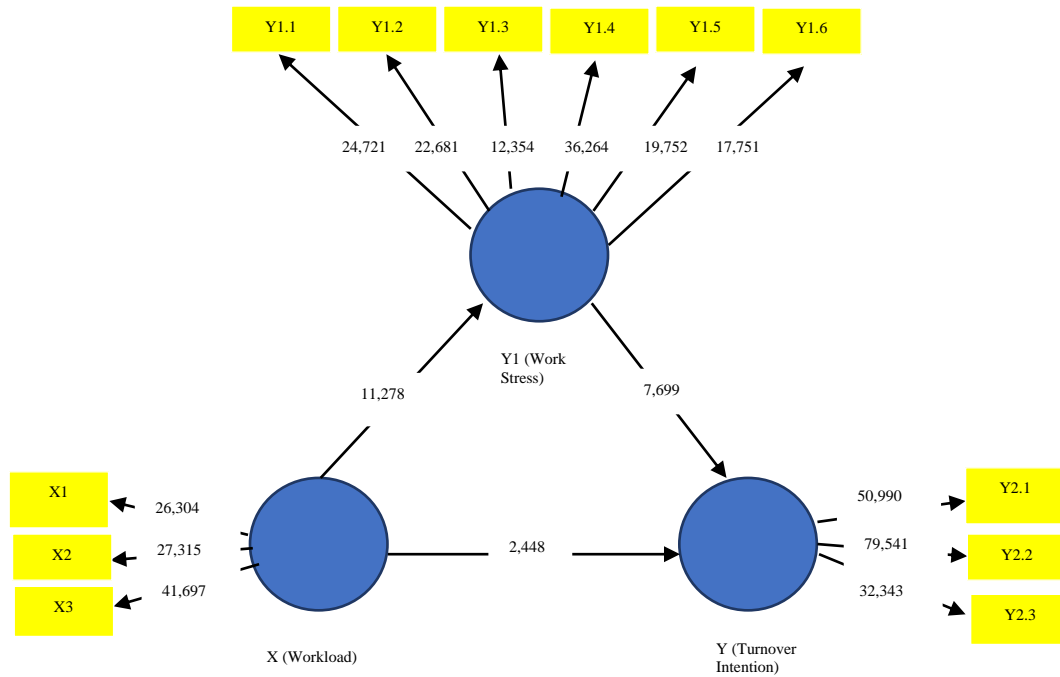 Y1.1 Y1.2 Y1.3 Y1.4 Y1.5 Y1.6
24,721 22,681 12,354 36,264 19,752 17,751
Y1 (Work
Stress)
11,278 7,699
X1 26,304 50,990 Y2.1
X2 27,315 2,448 79,541 Y2.2
X3 41,697 32,343 Y2.3
X (Workload)
Y (Turnover
Intention)